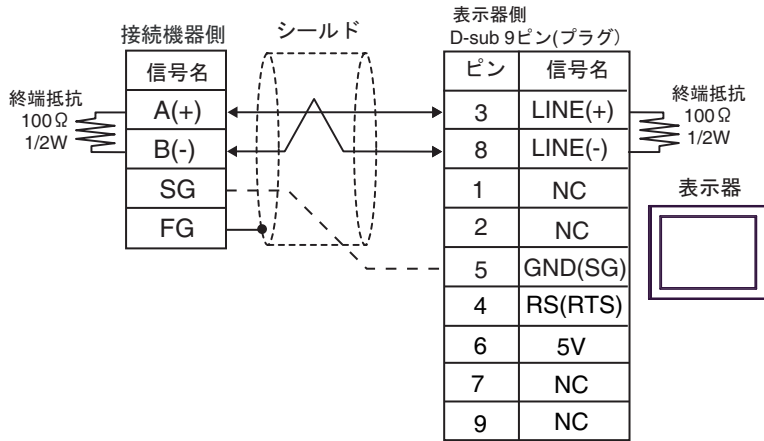 接続機器側
シールド
表示器側
D-sub 9ピン(プラグ)
信号名
ピン 信号名
終端抵抗
100Ω
1/2W
A(+)
B(-)
SG
FG
3 LINE(+)
8 LINE(-)
1 NC
2 NC
5 GND(SG)
4 RS(RTS)
6 5V
7 NC
9 NC
終端抵抗
100Ω
1/2W
表示器